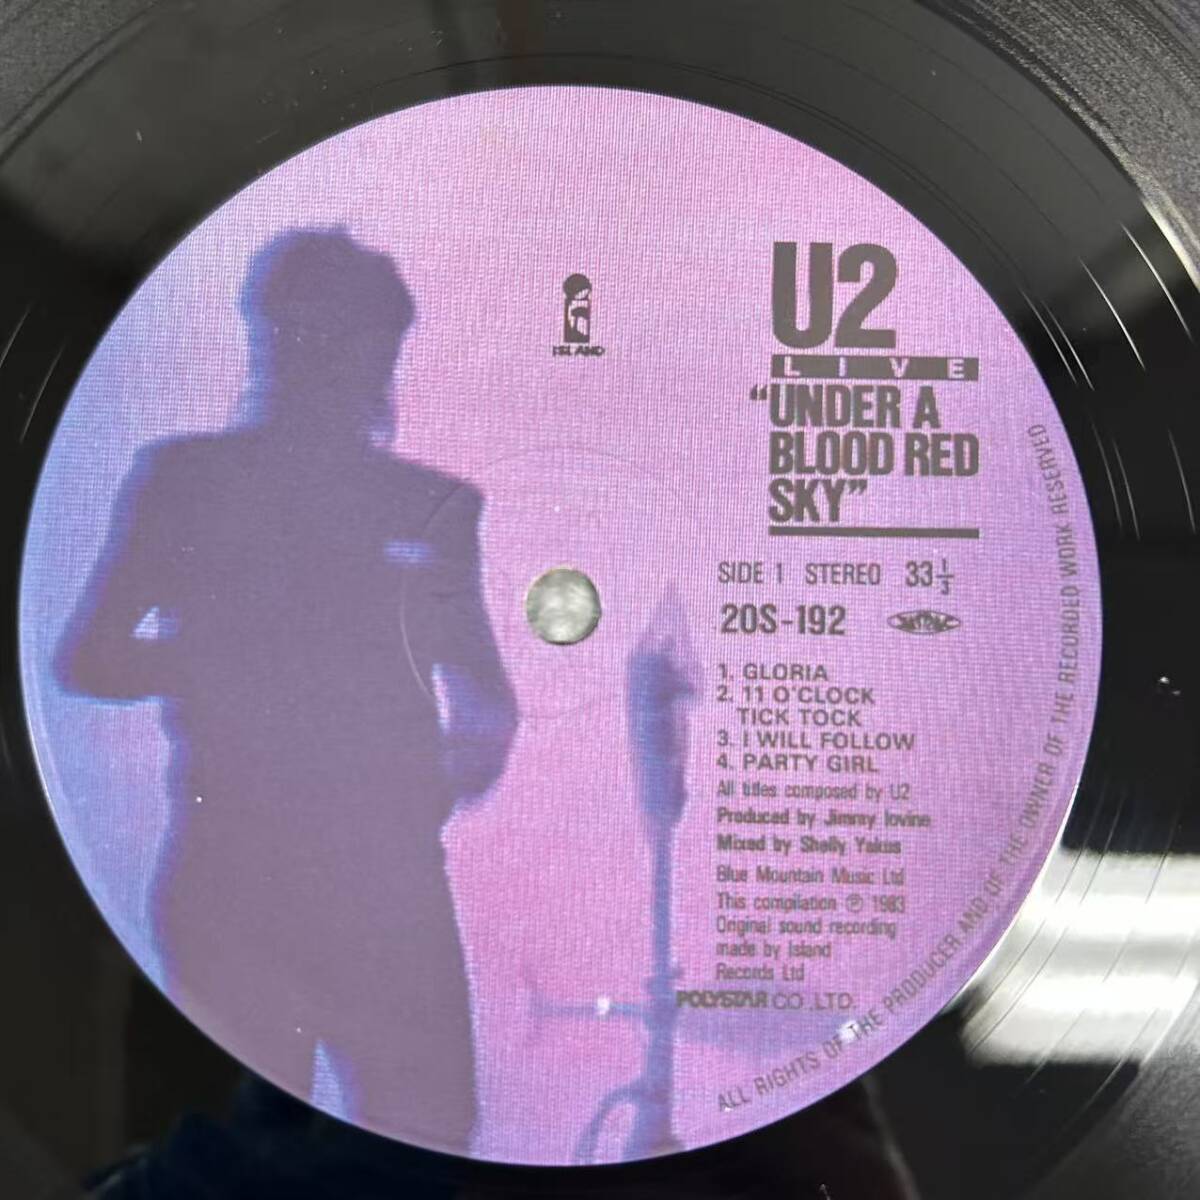 ISLAND
U2
LIVE
“UNDER A
BLOOD RED
SKY”
SIDE 1 STEREO 33 1/3
20S-192
1. GLORIA
2. 11 O'CLOCK
TICK TOCK
3. I WILL FOLLOW
4. PARTY GIRL
All titles composed by U2
Produced by Jimmy Iovine
Mixed by Shelly Yakus
Blue Mountain Music Ltd
This compilation ℗ 1983
Original sound recording
made by Island
Records Ltd
POLYSTAR CO.,LTD.
ALL RIGHTS OF THE PRODUCER AND OF THE OWNER OF THE RECORDED WORK RESERVED